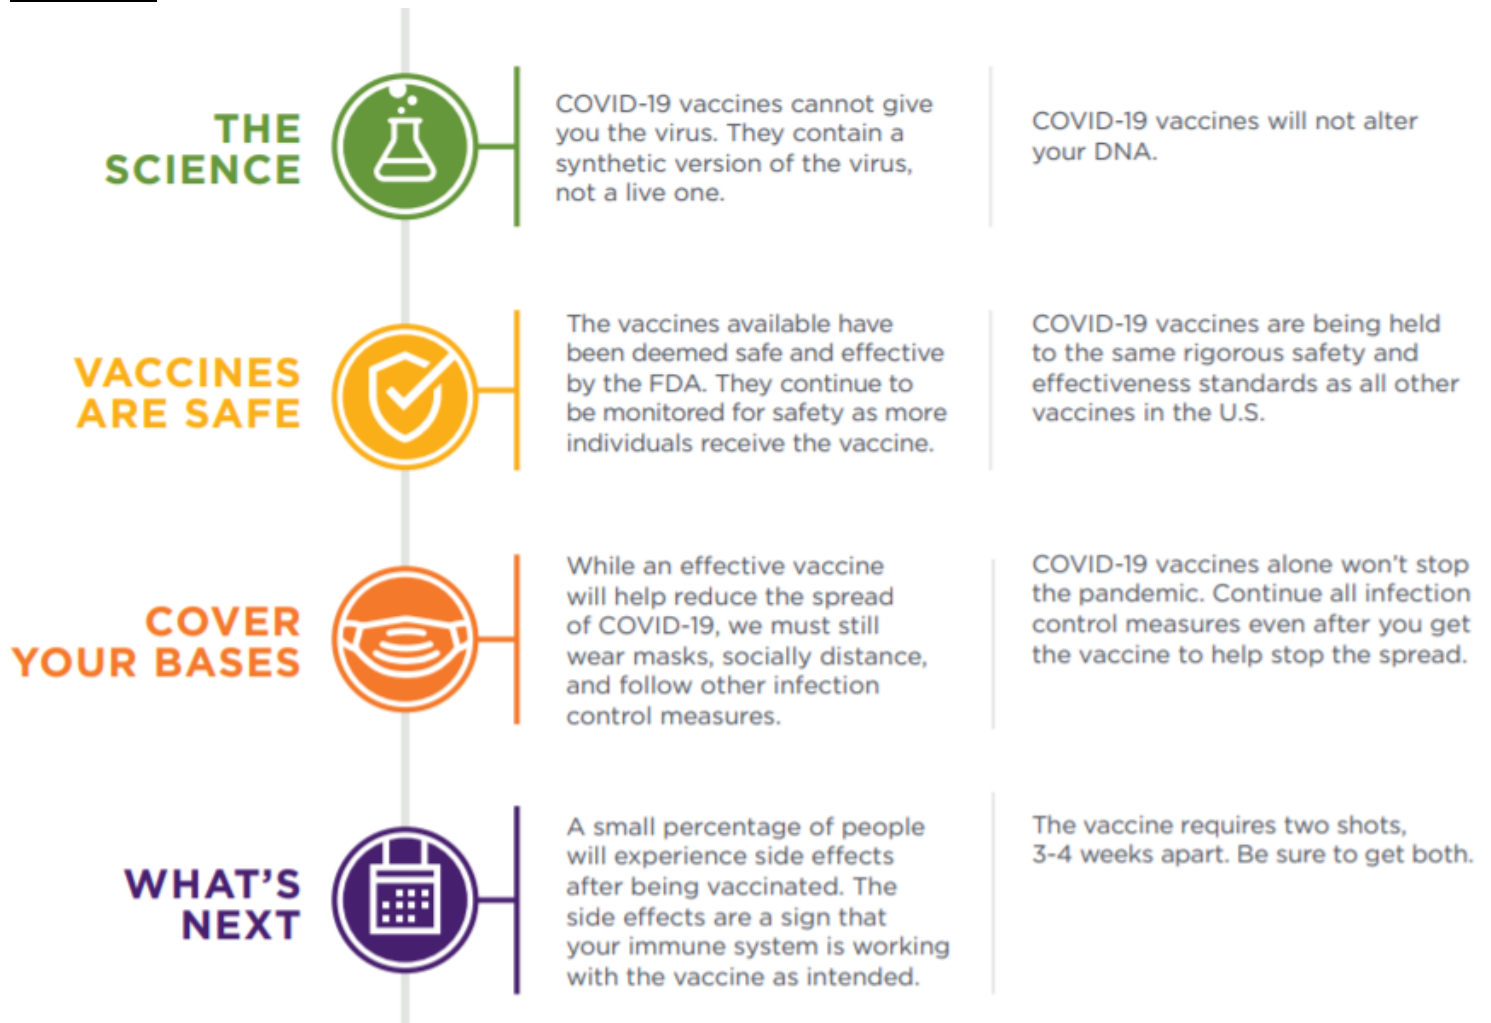 THE
SCIENCE
COVID-19 vaccines cannot give
you the virus. They contain a
synthetic version of the virus,
not a live one.
COVID-19 vaccines will not alter
your DNA.
VACCINES
ARE SAFE
The vaccines available have
been deemed safe and effective
by the FDA. They continue to
be monitored for safety as more
individuals receive the vaccine.
COVID-19 vaccines are being held
to the same rigorous safety and
effectiveness standards as all other
vaccines in the U.S.
COVER
YOUR BASES
While an effective vaccine
will help reduce the spread
of COVID-19, we must still
wear masks, socially distance,
and follow other infection
control measures.
COVID-19 vaccines alone won't stop
the pandemic. Continue all infection
control measures even after you get
the vaccine to help stop the spread.
WHAT'S
NEXT
A small percentage of people
will experience side effects
after being vaccinated. The
side effects are a sign that
your immune system is working
with the vaccine as intended.
The vaccine requires two shots,
3-4 weeks apart. Be sure to get both.